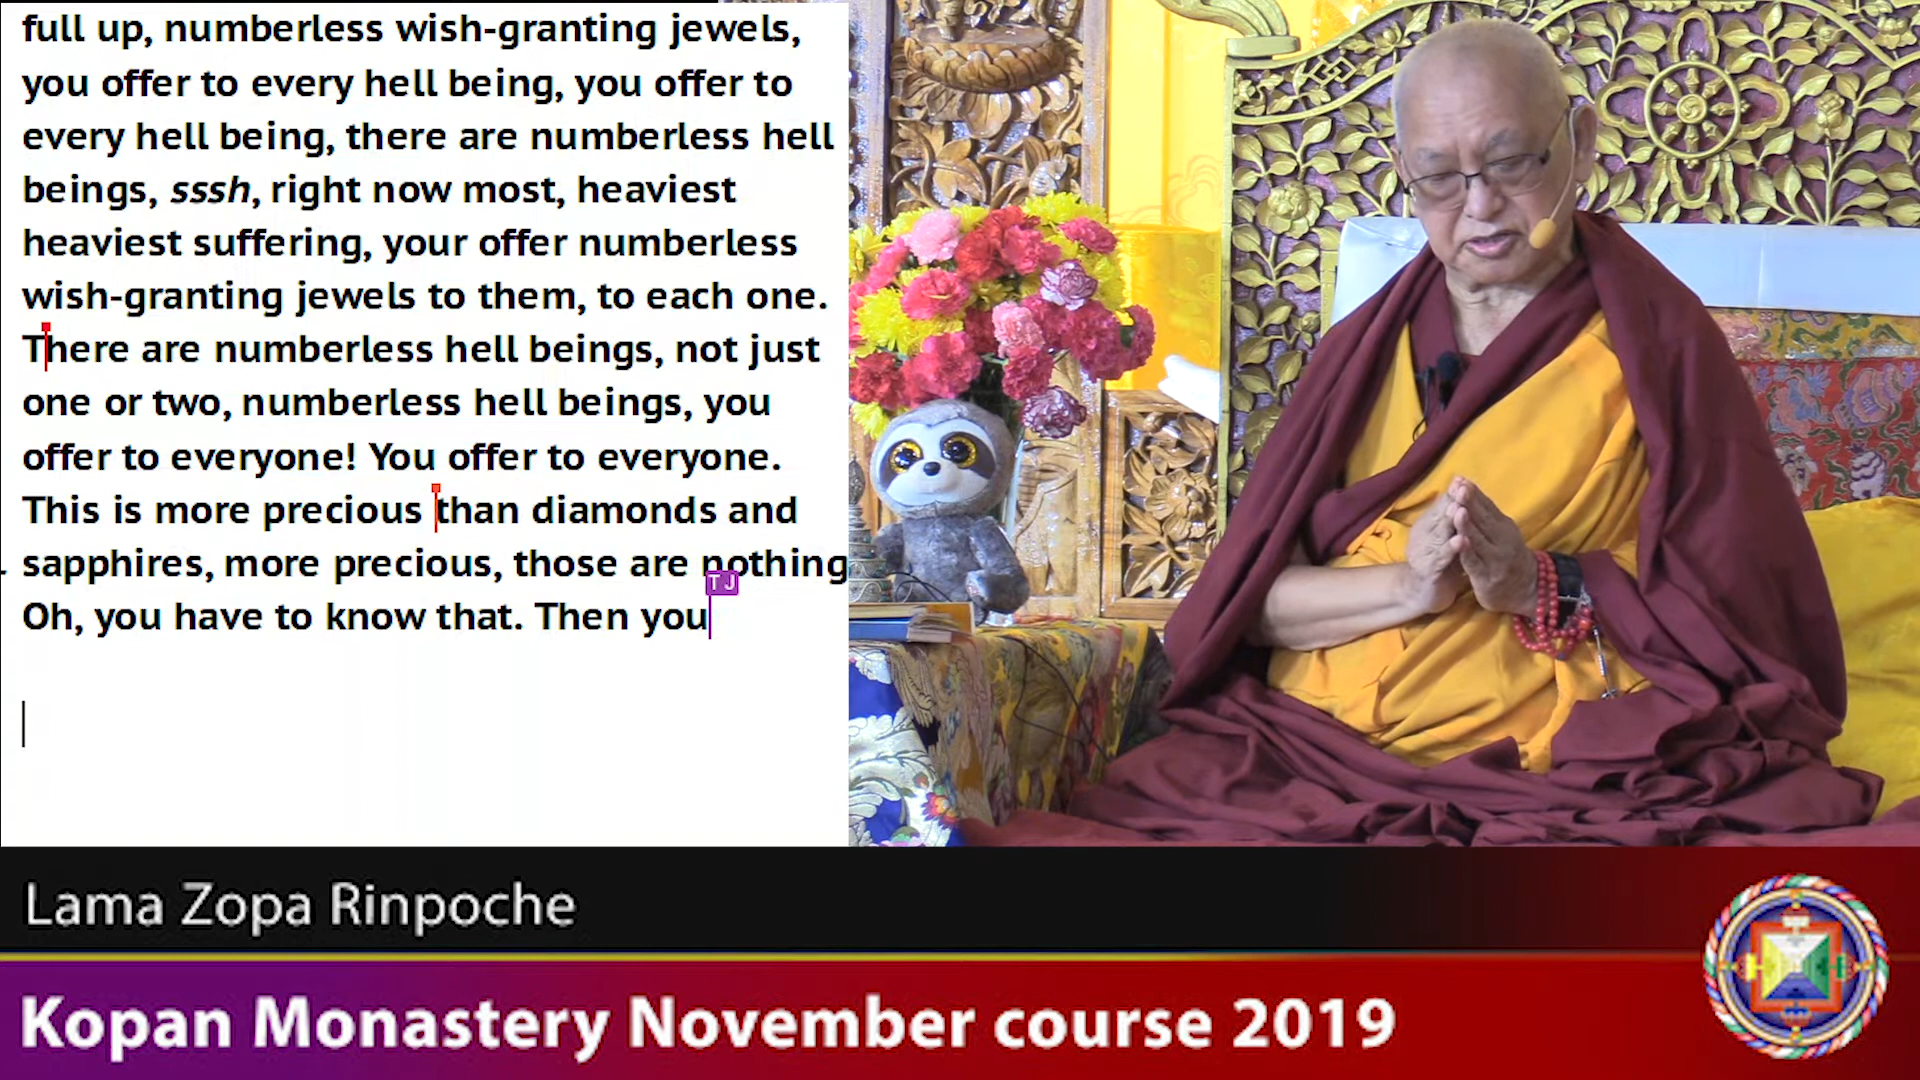 full up, numberless wish-granting jewels,
you offer to every hell being, you offer to
every hell being, there are numberless hell
beings, sssh, right now most, heaviest
heaviest suffering, your offer numberless
wish-granting jewels to them, to each one.
There are numberless hell beings, not just
one or two, numberless hell beings, you
offer to everyone! You offer to everyone.
This is more precious than diamonds and
sapphires, more precious, those are nothing
Oh, you have to know that. Then you
TJ
Lama Zopa Rinpoche
Kopan Monastery November course 2019